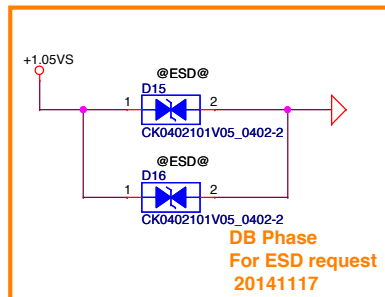 +1.05VS
@ESD@
D15
1 2
CK0402101V05_0402-2
@ESD@
D16
1 2
CK0402101V05_0402-2
DB Phase
For ESD request
20141117